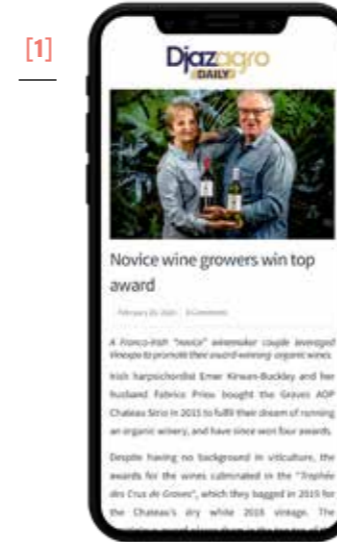 [1]
Djazagro
DAILY
Novice wine growers win top
award
February 20, 2020 0 Comments
A Franco-Irish "novice" winemaker couple leveraged
Vinexpo to promote their award-winning organic wines.
Irish harpsichordist Emer Kirwan-Buckley and her
husband Fabrice Priou bought the Graves AOP
Chateau Sirio in 2015 to fulfil their dream of running
an organic winery, and have since won four awards.
Despite having no background in viticulture, the
awards for the wines culminated in the "Trophée
des Crus de Graves", which they bagged in 2019 for
the Chateau's dry white 2018 vintage. The